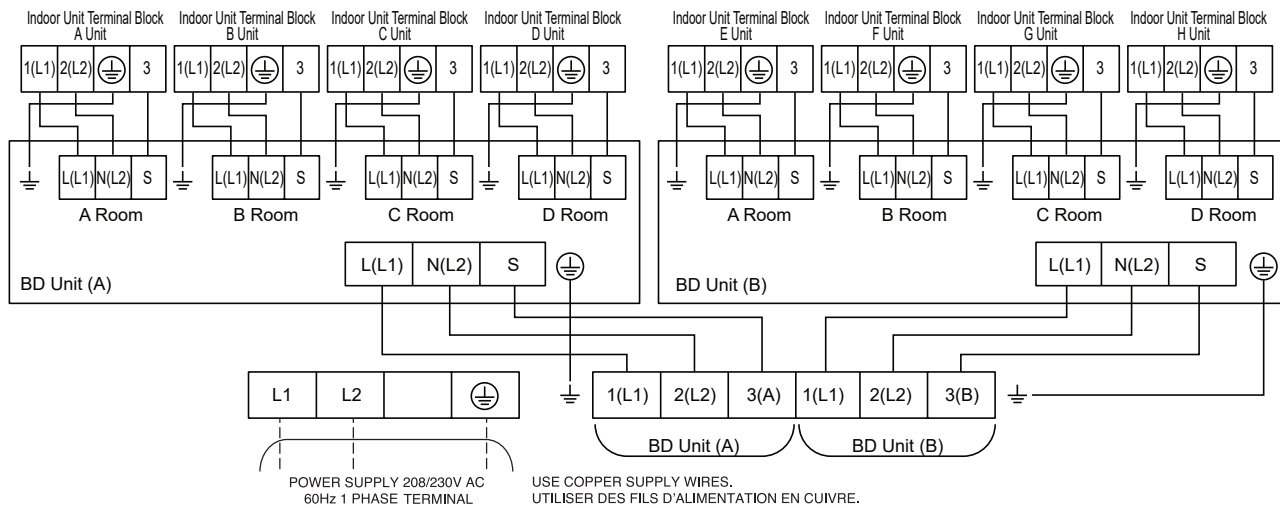 Indoor Unit Terminal Block
A Unit
Indoor Unit Terminal Block
B Unit
Indoor Unit Terminal Block
C Unit
Indoor Unit Terminal Block
D Unit
Indoor Unit Terminal Block
E Unit
Indoor Unit Terminal Block
F Unit
Indoor Unit Terminal Block
G Unit
Indoor Unit Terminal Block
H Unit
1(L1) 2(L2) 3
1(L1) 2(L2) 3
1(L1) 2(L2) 3
1(L1) 2(L2) 3
1(L1) 2(L2) 3
1(L1) 2(L2) 3
1(L1) 2(L2) 3
1(L1) 2(L2) 3
L(L1) N(L2) S
L(L1) N(L2) S
L(L1) N(L2) S
L(L1) N(L2) S
L(L1) N(L2) S
L(L1) N(L2) S
L(L1) N(L2) S
L(L1) N(L2) S
A Room
B Room
C Room
D Room
A Room
B Room
C Room
D Room
L(L1) N(L2) S
BD Unit (A)
L(L1) N(L2) S
BD Unit (B)
L1 L2
1(L1) 2(L2) 3(A) 1(L1) 2(L2) 3(B)
BD Unit (A)
BD Unit (B)
POWER SUPPLY 208/230V AC
60Hz 1 PHASE TERMINAL
USE COPPER SUPPLY WIRES.
UTILISER DES FILS D'ALIMENTATION EN CUIVRE.